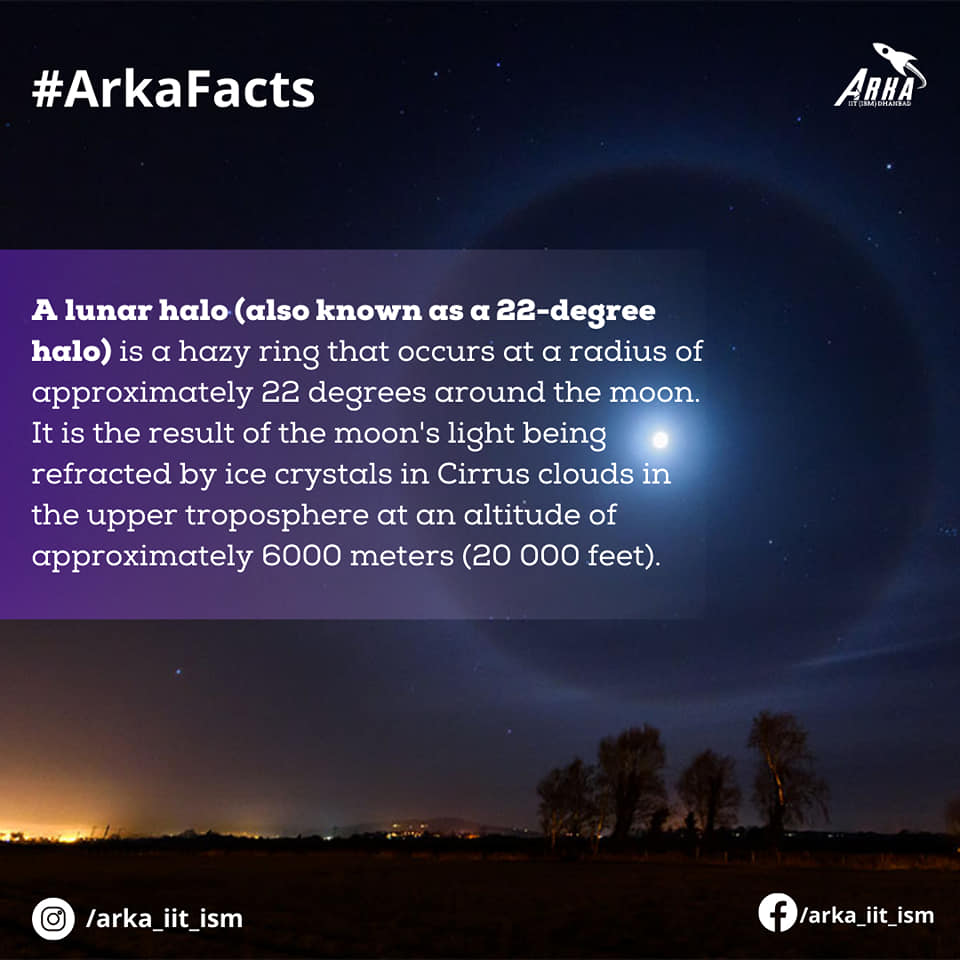 #ArkaFacts
ARKA
IIT (ISM) DHANBAD
A lunar halo (also known as a 22-degree
halo) is a hazy ring that occurs at a radius of
approximately 22 degrees around the moon.
It is the result of the moon's light being
refracted by ice crystals in Cirrus clouds in
the upper troposphere at an altitude of
approximately 6000 meters (20 000 feet).
/arka_iit_ism
/arka_iit_ism